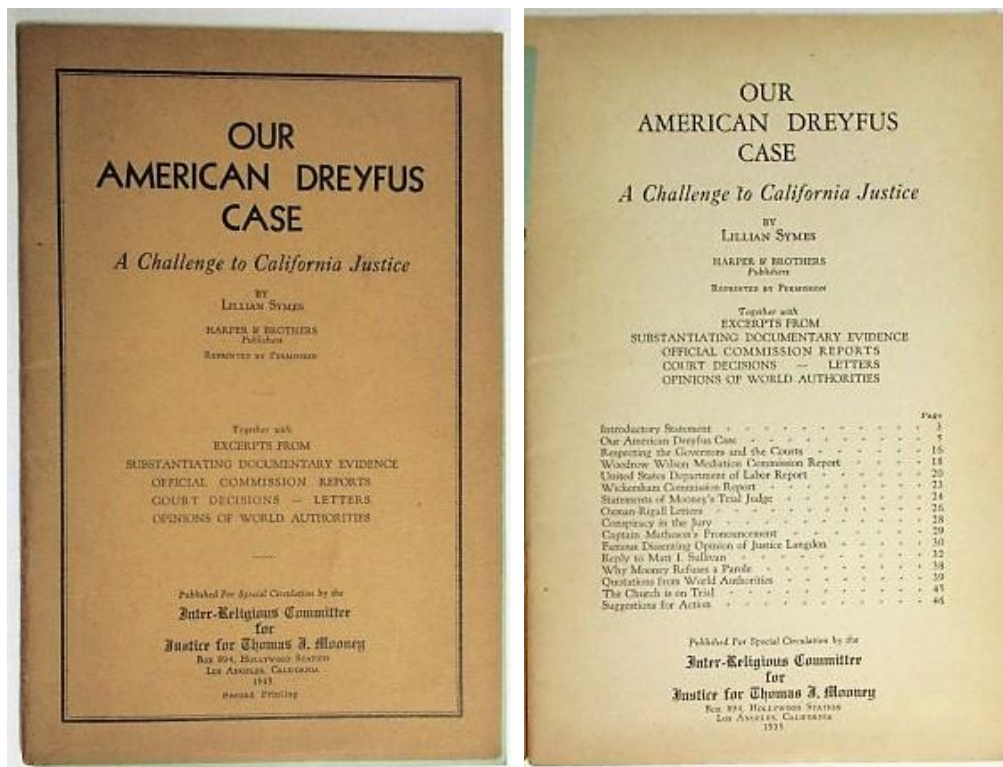 OUR
AMERICAN DREYFUS
CASE
A Challenge to California Justice
BY
LILLIAN SYMES
HARPER & BROTHERS
Publishers
REPRINTED BY PERMISSION
Together with
EXCERPTS FROM
SUBSTANTIATING DOCUMENTARY EVIDENCE
OFFICIAL COMMISSION REPORTS
COURT DECISIONS — LETTERS
OPINIONS OF WORLD AUTHORITIES
Published For Special Circulation by the
Inter-Religious Committee
for
Justice for Thomas J. Mooney
BOX 894, HOLLYWOOD STATION
LOS ANGELES, CALIFORNIA
1935
Second Printing
OUR
AMERICAN DREYFUS
CASE
A Challenge to California Justice
BY
LILLIAN SYMES
HARPER & BROTHERS
Publishers
REPRINTED BY PERMISSION
Together with
EXCERPTS FROM
SUBSTANTIATING DOCUMENTARY EVIDENCE
OFFICIAL COMMISSION REPORTS
COURT DECISIONS — LETTERS
OPINIONS OF WORLD AUTHORITIES
Page
Introductory Statement 3
Our American Dreyfus Case 5
Respecting the Governors and the Courts 16
Woodrow Wilson Mediation Commission Report 18
United States Department of Labor Report 20
Wickersham Commission Report 23
Statements of Mooney's Trial Judge 24
Oxman-Rigall Letters 26
Conspiracy in the Jury 28
Captain Matheson's Pronouncement 29
Famous Dissenting Opinion of Justice Langdon 30
Reply to Matt I. Sullivan 32
Why Mooney Refuses a Parole 38
Quotations from World Authorities 39
The Church is on Trial 45
Suggestions for Action 46
Published For Special Circulation by the
Inter-Religious Committee
for
Justice for Thomas J. Mooney
BOX 894, HOLLYWOOD STATION
LOS ANGELES, CALIFORNIA
1935